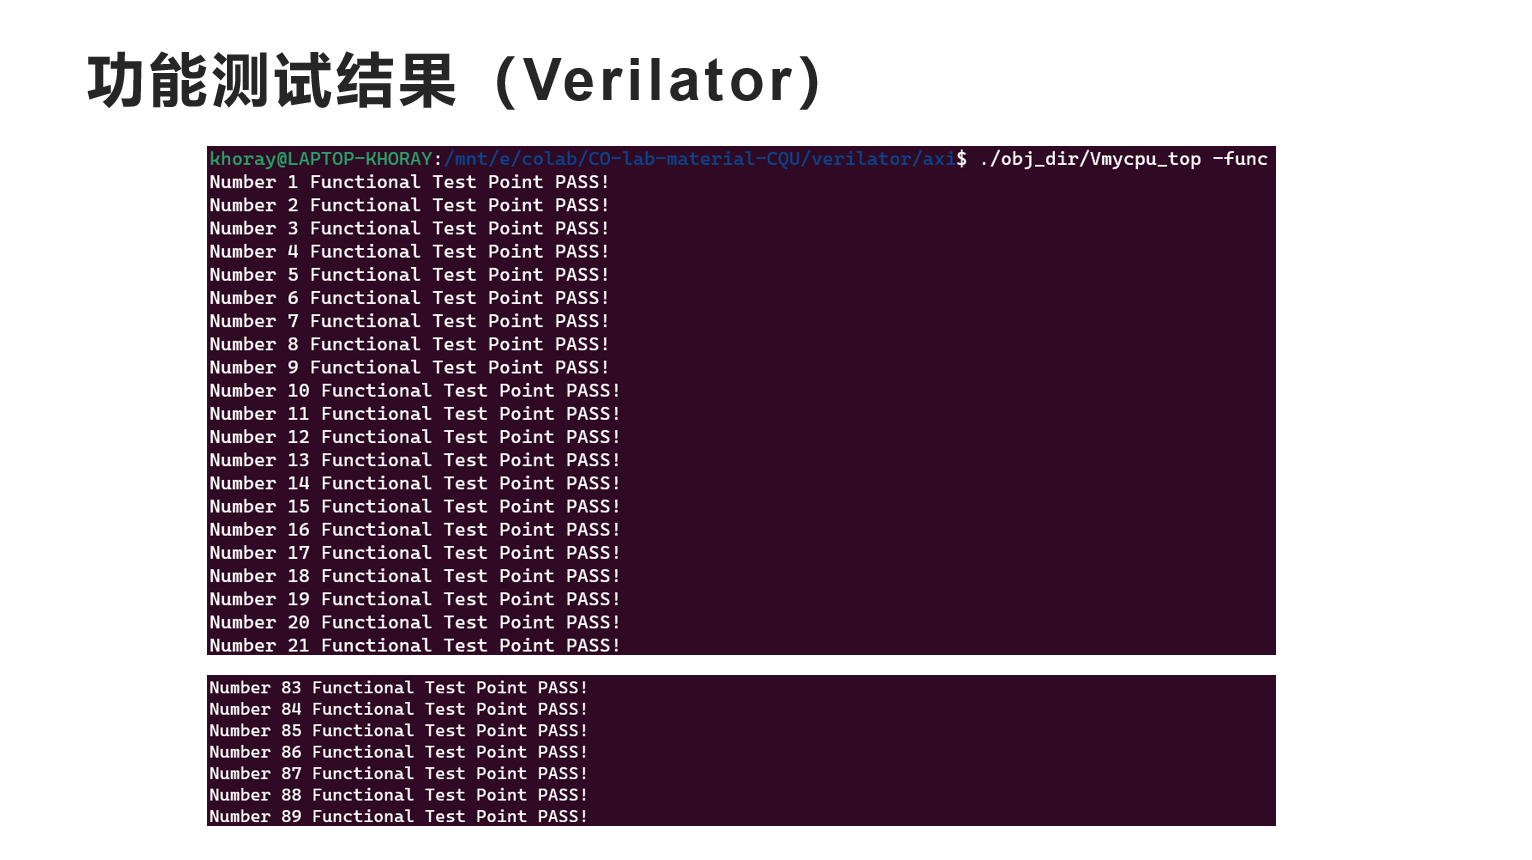 功能测试结果（Verilator）
khoray@LAPTOP-KHORAY:/mnt/e/colab/CO-lab-material-CQU/verilator/axi$ ./obj_dir/Vmycpu_top -func
Number 1 Functional Test Point PASS!
Number 2 Functional Test Point PASS!
Number 3 Functional Test Point PASS!
Number 4 Functional Test Point PASS!
Number 5 Functional Test Point PASS!
Number 6 Functional Test Point PASS!
Number 7 Functional Test Point PASS!
Number 8 Functional Test Point PASS!
Number 9 Functional Test Point PASS!
Number 10 Functional Test Point PASS!
Number 11 Functional Test Point PASS!
Number 12 Functional Test Point PASS!
Number 13 Functional Test Point PASS!
Number 14 Functional Test Point PASS!
Number 15 Functional Test Point PASS!
Number 16 Functional Test Point PASS!
Number 17 Functional Test Point PASS!
Number 18 Functional Test Point PASS!
Number 19 Functional Test Point PASS!
Number 20 Functional Test Point PASS!
Number 21 Functional Test Point PASS!
Number 83 Functional Test Point PASS!
Number 84 Functional Test Point PASS!
Number 85 Functional Test Point PASS!
Number 86 Functional Test Point PASS!
Number 87 Functional Test Point PASS!
Number 88 Functional Test Point PASS!
Number 89 Functional Test Point PASS!